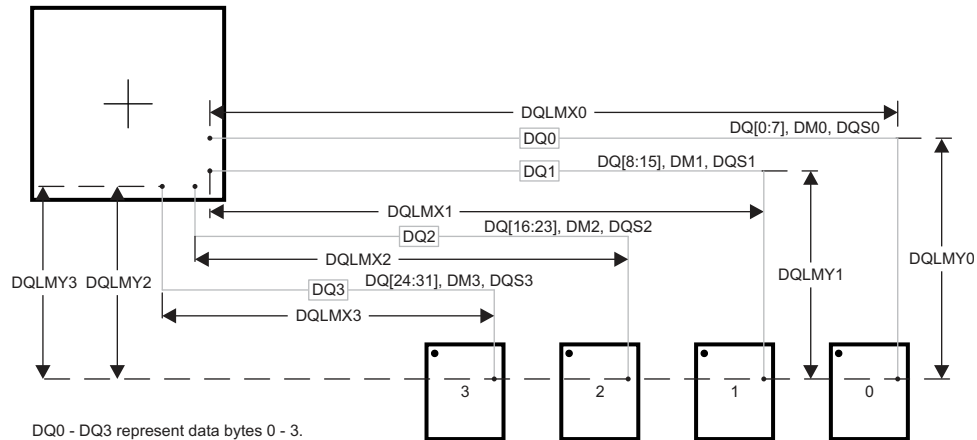 DQLMX0
DQ[0:7], DM0, DQS0
DQ0
DQ[8:15], DM1, DQS1
DQ1
DQLMX1
DQ[16:23], DM2, DQS2
DQ2
DQLMX2
DQLMY3 DQLMY2
DQLMY1
DQLMY0
DQ[24:31], DM3, DQS3
DQ3
DQLMX3
3 2 1 0
DQ0 - DQ3 represent data bytes 0 - 3.